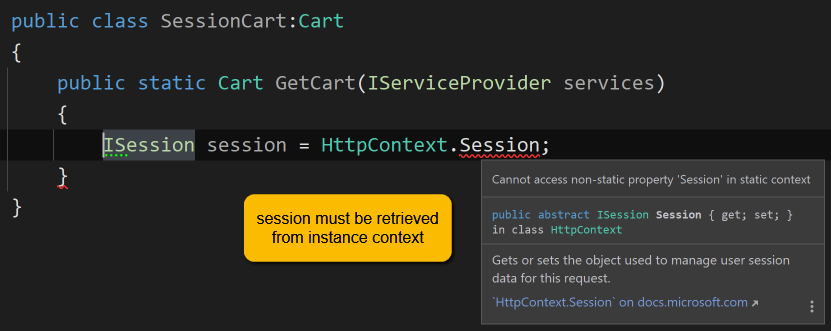 public class SessionCart:Cart
{
public static Cart GetCart(IServiceProvider services)
{
ISession session = HttpContext.Session;
}
}
session must be retrieved
from instance context
Cannot access non-static property 'Session' in static context
public abstract ISession Session { get; set; }
in class HttpContext
Gets or sets the object used to manage user session
data for this request.
`HttpContext.Session` on docs.microsoft.com